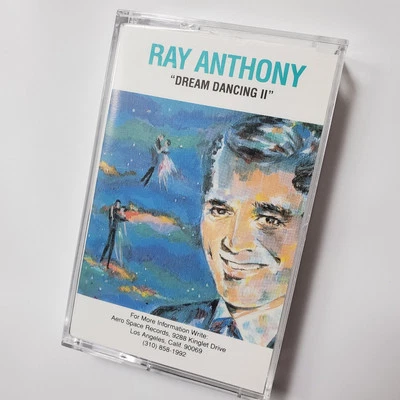 RAY ANTHONY
"DREAM DANCING II"
For More Information Write:
Aero Space Records, 9288 Kinglet Drive
Los Angeles, Calif. 90069
(310) 858-1992